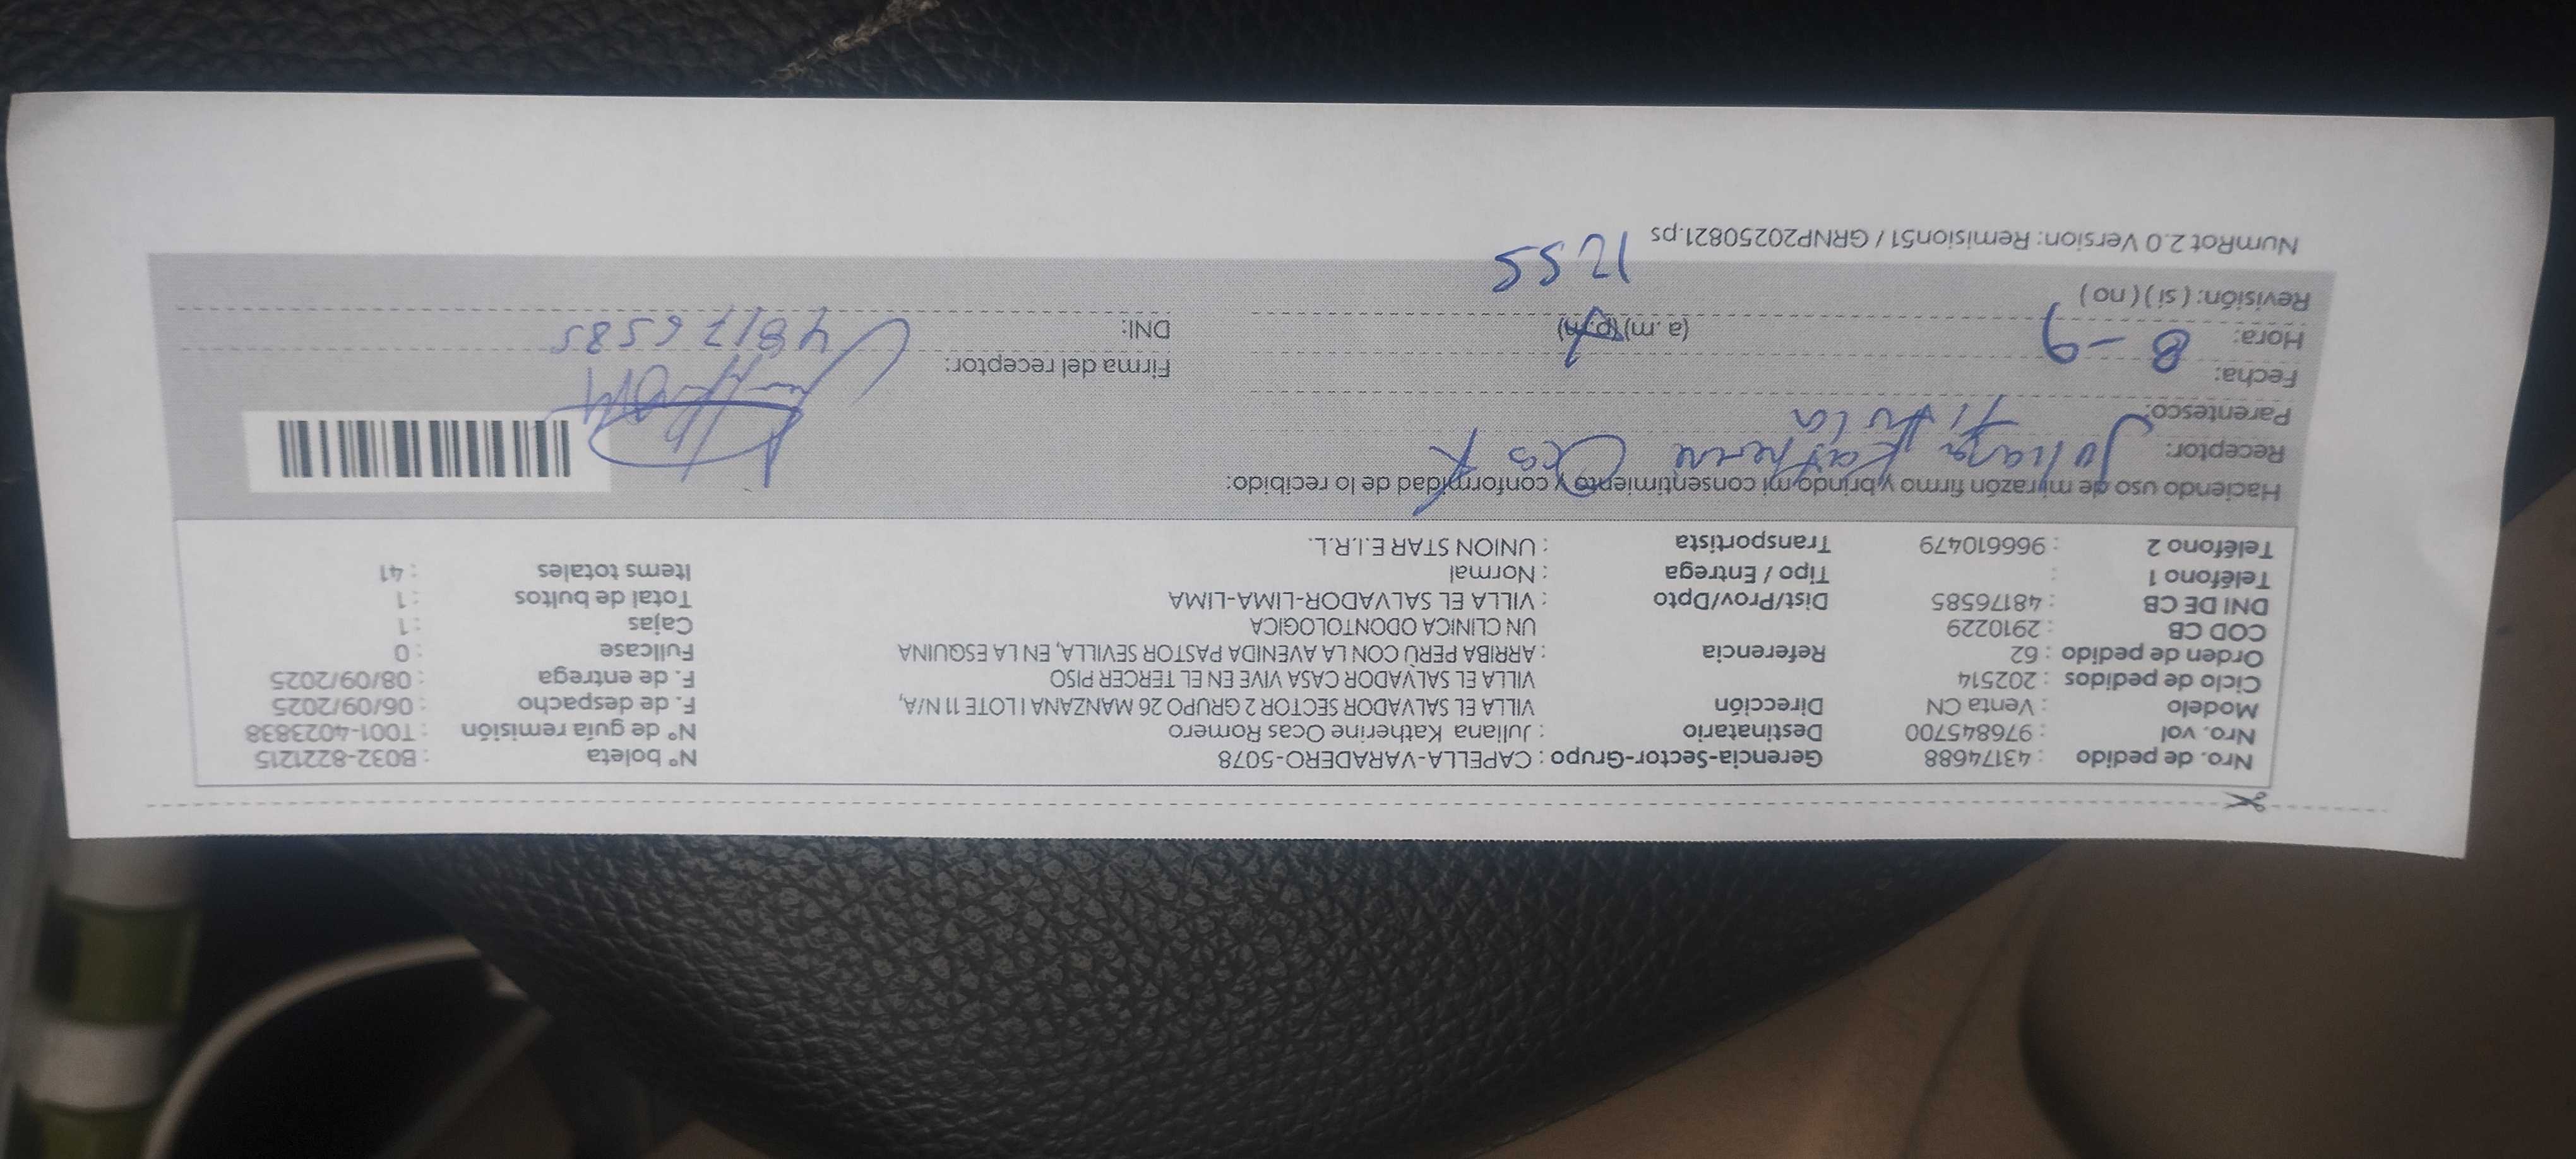 Nro. de pedido : 43174688 Gerencia-Sector-Grupo : CAPELLA-VARADERO-5078 N° boleta : B032-8221215
Nro. vol : 976845700 Destinatario : Juliana Katherine Ocas Romero N° de guía remisión : T001-4023838
Modelo : Venta CN Dirección VILLA EL SALVADOR SECTOR 2 GRUPO 26 MANZANA I LOTE 11 N/A, F. de despacho : 06/09/2025
Ciclo de pedidos : 202514 VILLA EL SALVADOR CASA VIVE EN EL TERCER PISO F. de entrega : 08/09/2025
Orden de pedido : 62 Referencia : ARRIBA PERÚ CON LA AVENIDA PASTOR SEVILLA, EN LA ESQUINA Fullcase : 0
COD CB : 2910229 UN CLINICA ODONTOLOGICA Cajas : 1
DNI DE CB : 48176585 Dist/Prov/Dpto : VILLA EL SALVADOR-LIMA-LIMA Total de bultos : 1
Teléfono 1 : Tipo / Entrega : Normal Items totales : 41
Teléfono 2 : 966610479 Transportista : UNION STAR E.I.R.L.
Haciendo uso de mi razón firmo y brindo mi consentimiento y conformidad de lo recibido:
Receptor: Juliana Katherine Ocas R
Parentesco: Titular
Fecha: 8-9 Firma del receptor:
Hora: (a.m) (p.m) DNI: 48176585
Revisión: ( si ) ( no )
1255
NumRot 2.0 Version: Remision51 / GRNP20250821.ps